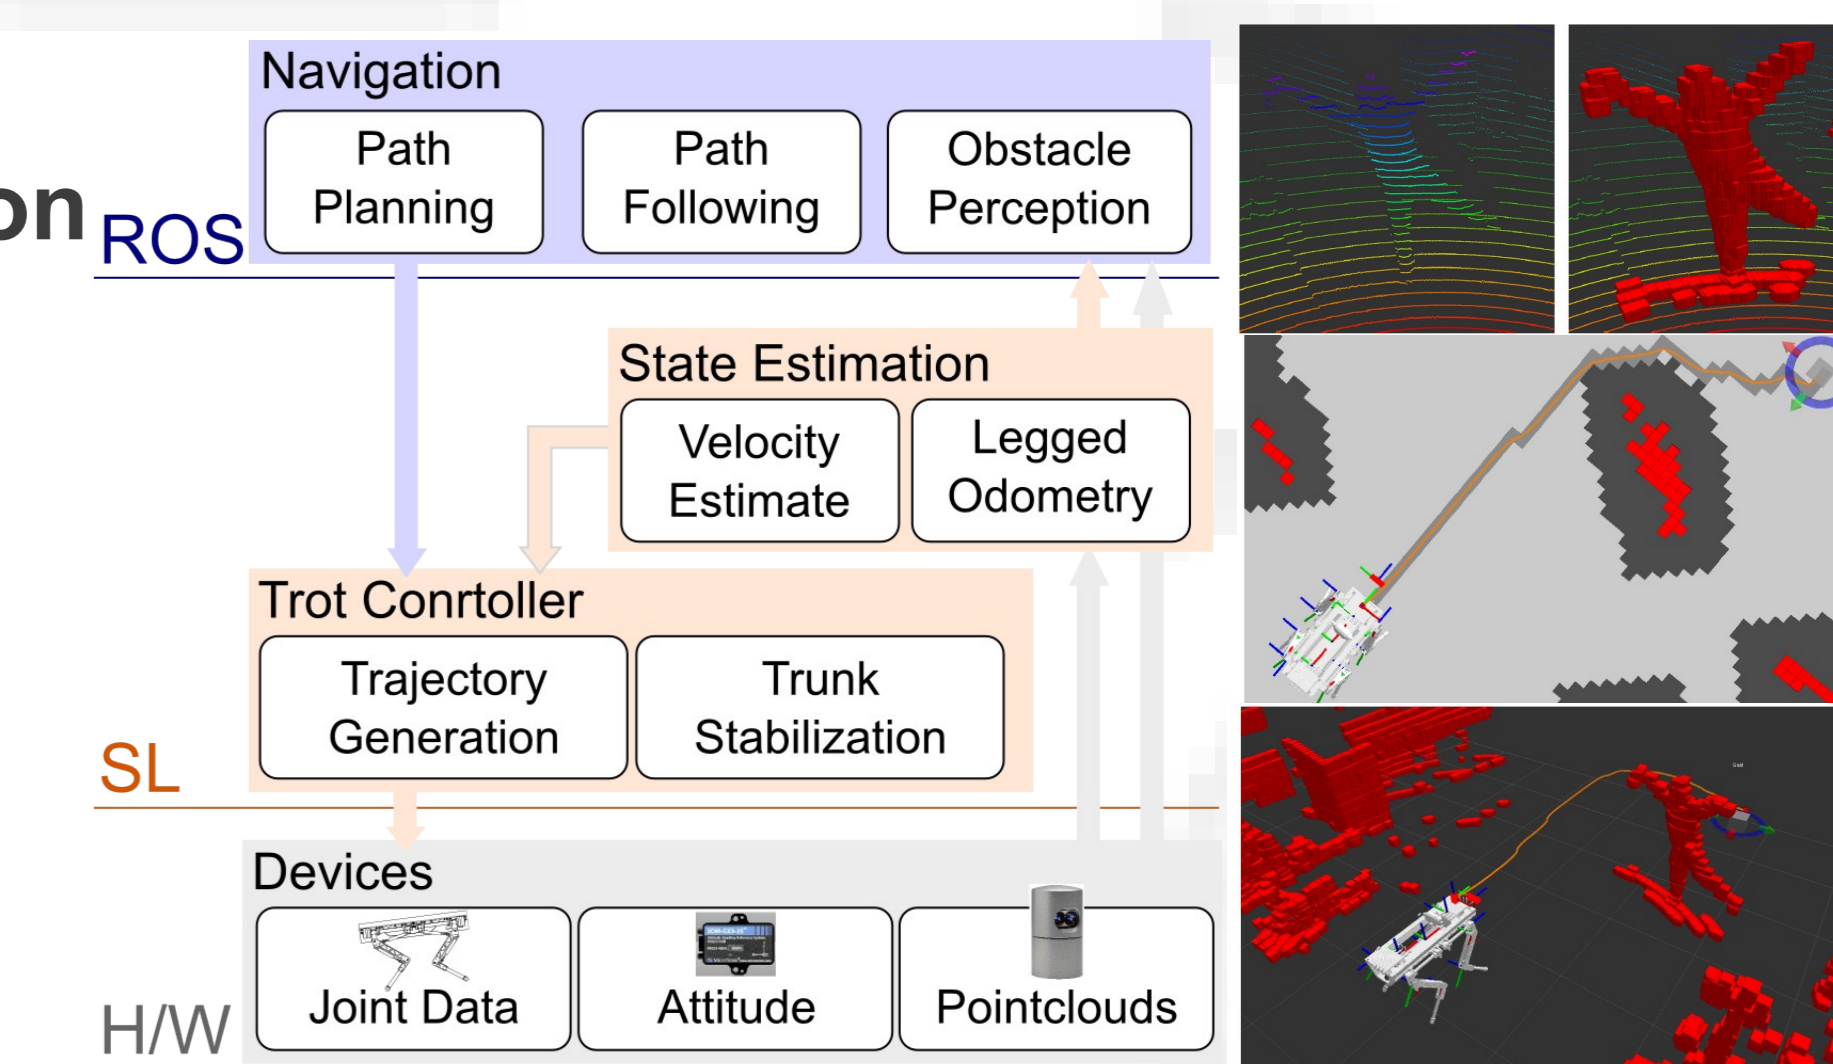 Navigation
Path
Planning
Path
Following
Obstacle
Perception
on
ROS
State Estimation
Velocity
Estimate
Legged
Odometry
Trot Conrtoller
Trajectory
Generation
Trunk
Stabilization
SL
Devices
Joint Data
Attitude
Pointclouds
H/W
Goal